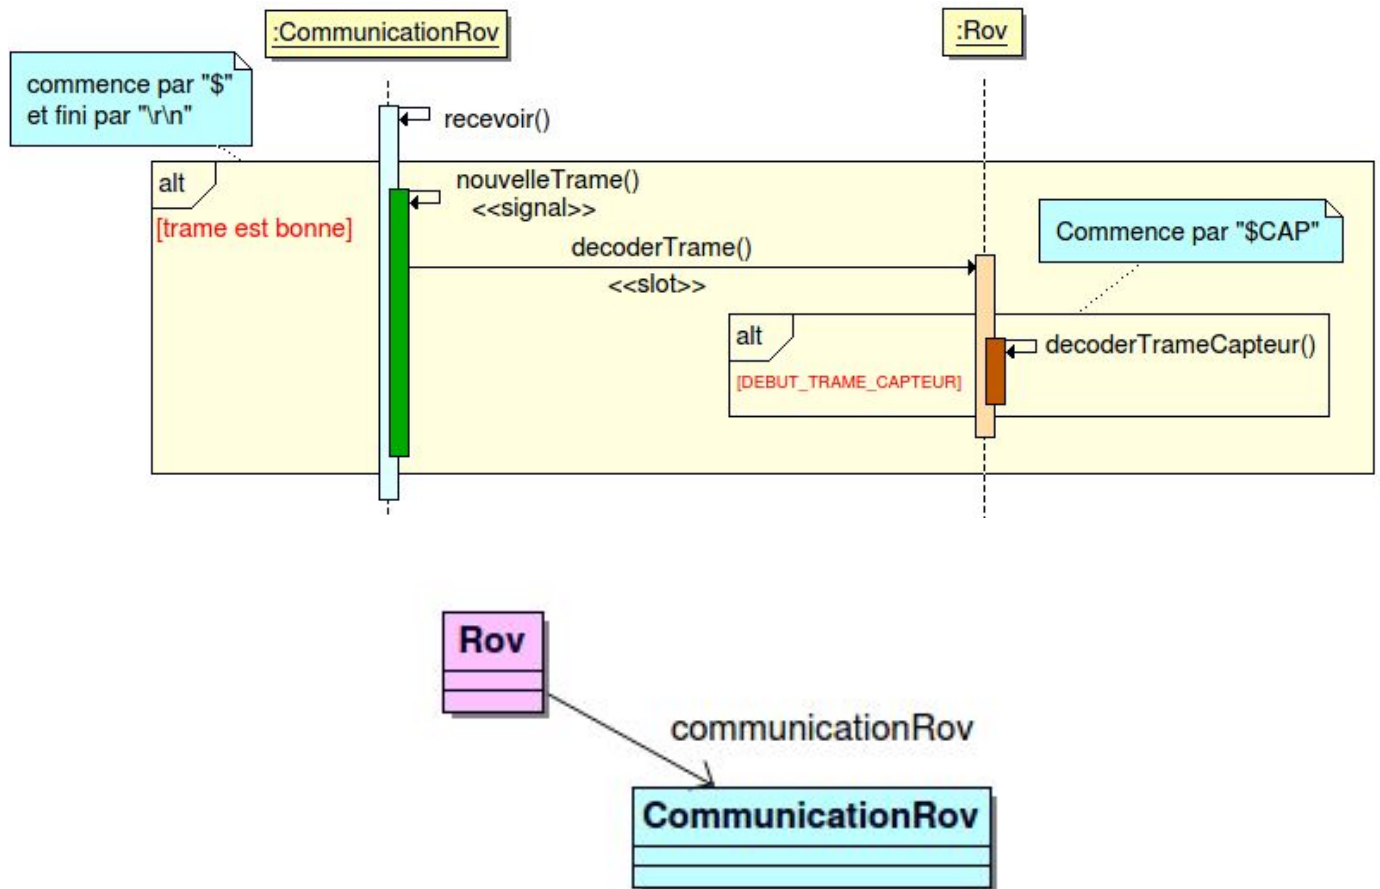 :CommunicationRov
:Rov
commence par "$"
et fini par "\r\n"
recevoir()
alt
[trame est bonne]
nouvelleTrame()
<<signal>>
decoderTrame()
<<slot>>
Commence par "$CAP"
alt
[DEBUT_TRAME_CAPTEUR]
decoderTrameCapteur()
Rov
communicationRov
CommunicationRov